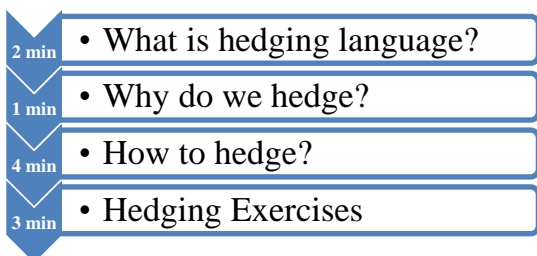 2 min • What is hedging language?
1 min • Why do we hedge?
4 min • How to hedge?
3 min • Hedging Exercises